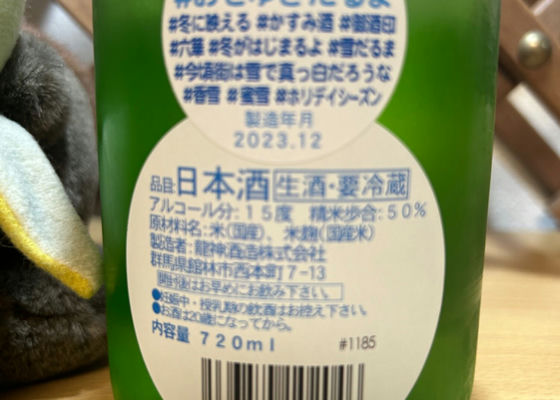 #冬に映える #かすみ酒 #御酒印
#六華 #冬がはじまるよ #雪だるま
#今頃街は雪で真っ白だろうな
#香雪 #蜜雪 #ホリデイシーズン
製造年月
2023.12
品目:日本酒 生酒・要冷蔵
アルコール分:15度 精米歩合:50%
原材料名:米(国産)、米麹(国産米)
製造者:龍神酒造株式会社
群馬県館林市西本町7-13
開封後はお早めにお飲み下さい。
●妊娠中・授乳期の飲酒はお控え下さい。
●お酒は20歳になってから。
内容量 720ml #1185